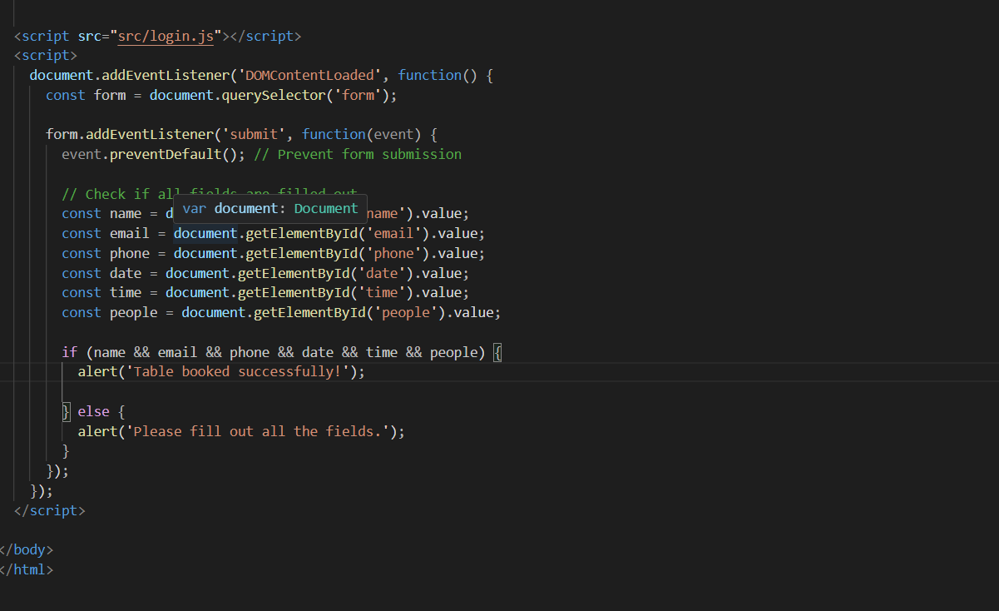 <script src="src/login.js"></script>
<script>
document.addEventListener('DOMContentLoaded', function() {
const form = document.querySelector('form');
form.addEventListener('submit', function(event) {
event.preventDefault(); // Prevent form submission
// Check if all fields are filled out
var document: Document
const name = d name').value;
const email = document.getElementById('email').value;
const phone = document.getElementById('phone').value;
const date = document.getElementById('date').value;
const time = document.getElementById('time').value;
const people = document.getElementById('people').value;
if (name && email && phone && date && time && people) {
alert('Table booked successfully!');
} else {
alert('Please fill out all the fields.');
}
});
});
</script>
</body>
</html>